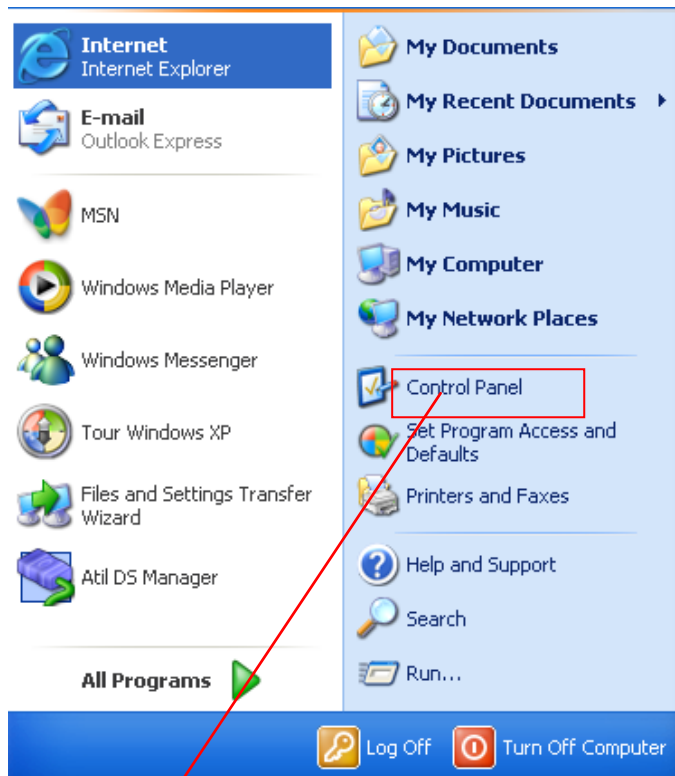 Internet
Internet Explorer
E-mail
Outlook Express
MSN
Windows Media Player
Windows Messenger
Tour Windows XP
Files and Settings Transfer
Wizard
Atil DS Manager
All Programs
My Documents
My Recent Documents
My Pictures
My Music
My Computer
My Network Places
Control Panel
Set Program Access and
Defaults
Printers and Faxes
Help and Support
Search
Run...
Log Off
Turn Off Computer